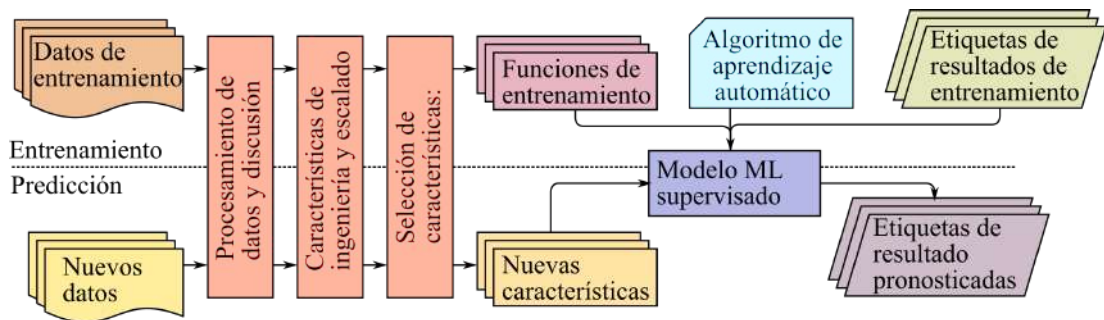 Datos de
entrenamiento
Procesamiento de
datos y discusión
Características de
ingeniería y escalado
Selección de
características:
Funciones de
entrenamiento
Algoritmo de
aprendizaje
automático
Etiquetas de
resultados de
entrenamiento
Entrenamiento
Predicción
Modelo ML
supervisado
Nuevos
datos
Nuevas
características
Etiquetas de
resultado
pronosticadas